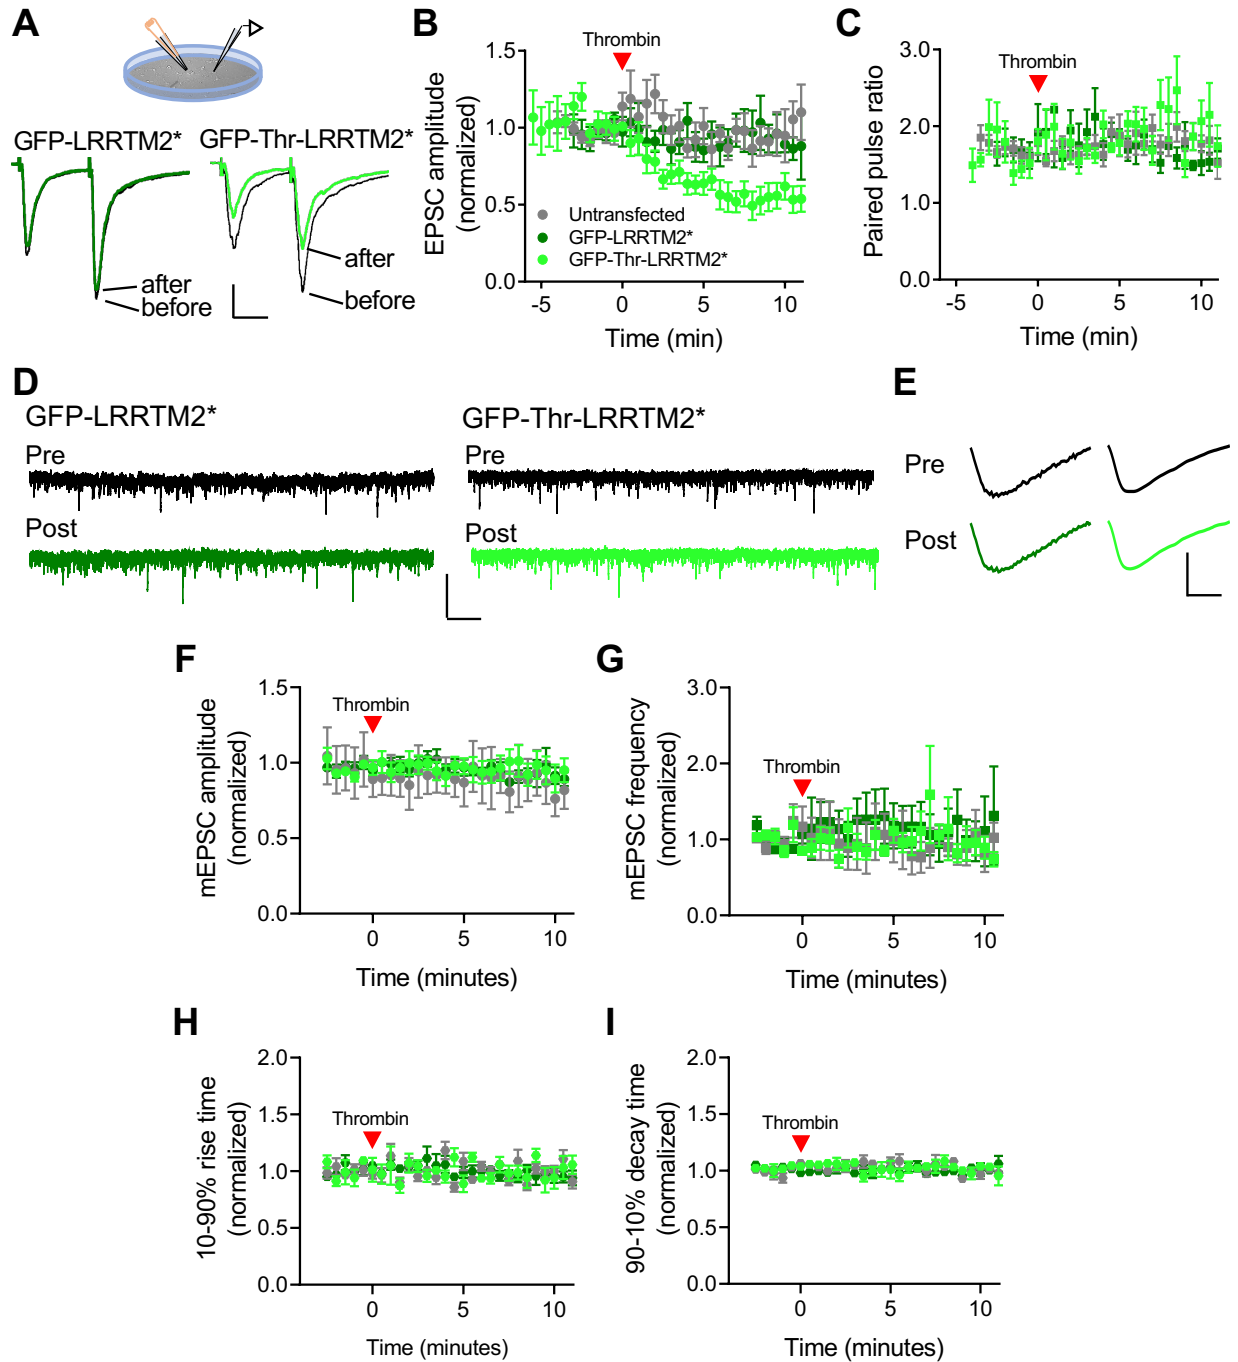 A
GFP-LRRTM2*
GFP-Thr-LRRTM2*
after
before
after
before
B
Thrombin
EPSC amplitude
(normalized)
1.5
1.0
0.5
0.0
Untransfected
GFP-LRRTM2*
GFP-Thr-LRRTM2*
-5
0
5
10
Time (min)
C
Thrombin
Paired pulse ratio
3.0
2.0
1.0
0.0
-5
0
5
10
Time (min)
D
GFP-LRRTM2*
GFP-Thr-LRRTM2*
Pre
Pre
Post
Post
E
Pre
Post
F
Thrombin
mEPSC amplitude
(normalized)
1.5
1.0
0.5
0.0
0
5
10
Time (minutes)
G
Thrombin
mEPSC frequency
(normalized)
3.0
2.0
1.0
0.0
0
5
10
Time (minutes)
H
Thrombin
10-90% rise time
(normalized)
2.0
1.5
1.0
0.5
0.0
0
5
10
Time (minutes)
I
Thrombin
90-10% decay time
(normalized)
2.0
1.5
1.0
0.5
0.0
0
5
10
Time (minutes)